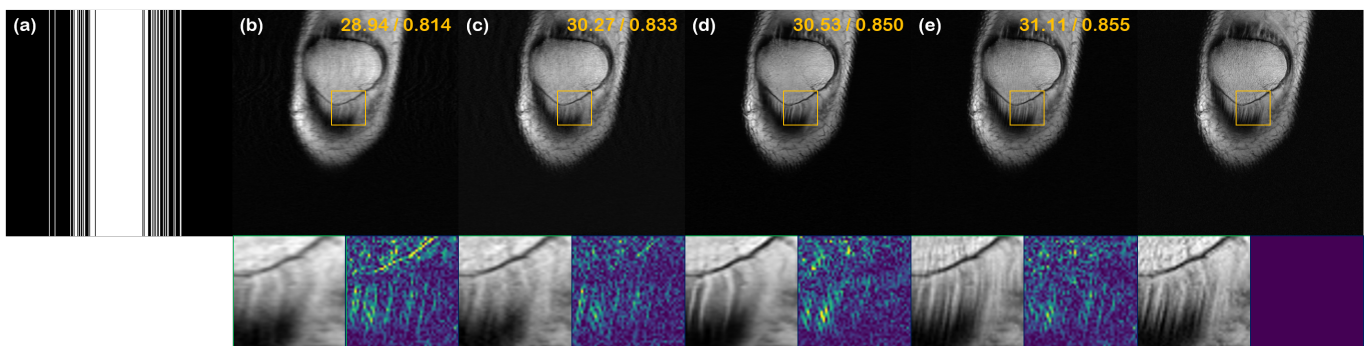 (a)
(b) 28.94 / 0.814
(c) 30.27 / 0.833
(d) 30.53 / 0.850
(e) 31.11 / 0.855